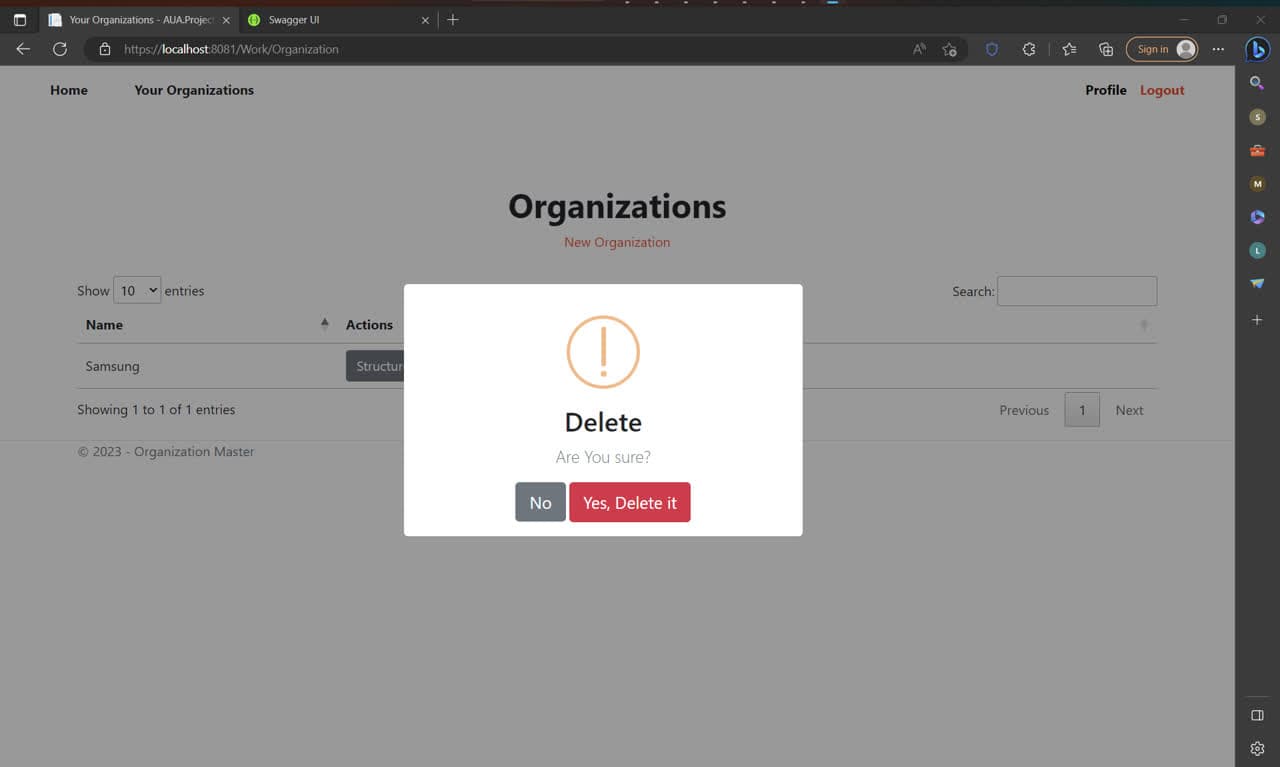 Your Organizations - AUA.Projec
Swagger UI
https://localhost:8081/Work/Organization
Sign in
Home
Your Organizations
Profile
Logout
S
M
L
Organizations
New Organization
Show 10 entries
Search:
Name
Actions
Samsung
Structur
Showing 1 to 1 of 1 entries
Previous
1
Next
© 2023 - Organization Master
Delete
Are You sure?
No
Yes, Delete it